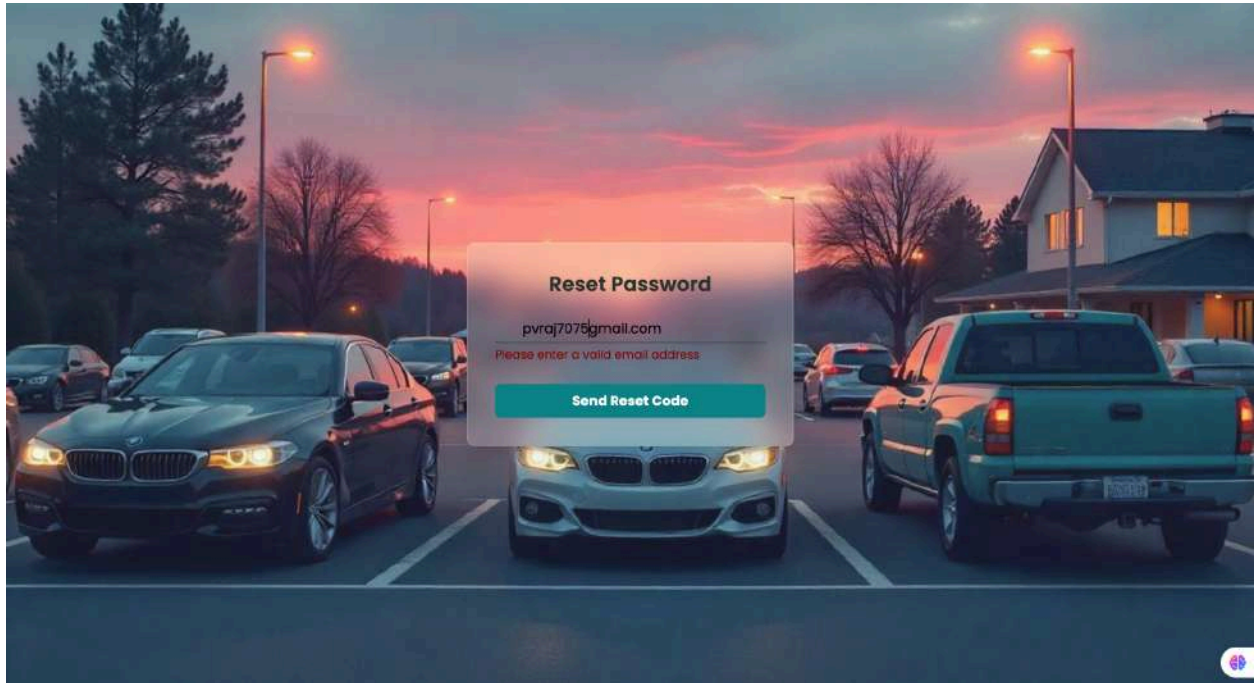 Reset Password
pvraj7075gmail.com
Please enter a valid email address
Send Reset Code